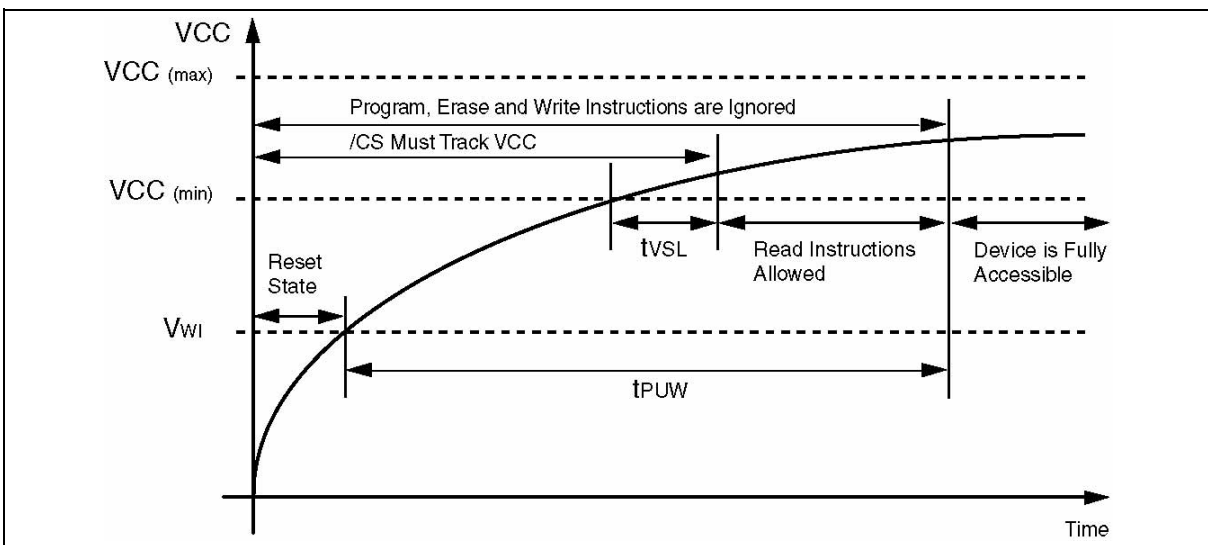 VCC
VCC (max)
Program, Erase and Write Instructions are Ignored
/CS Must Track VCC
VCC (min)
tVSL
Read Instructions
Allowed
Device is Fully
Accessible
Reset
State
VWI
tPUW
Time